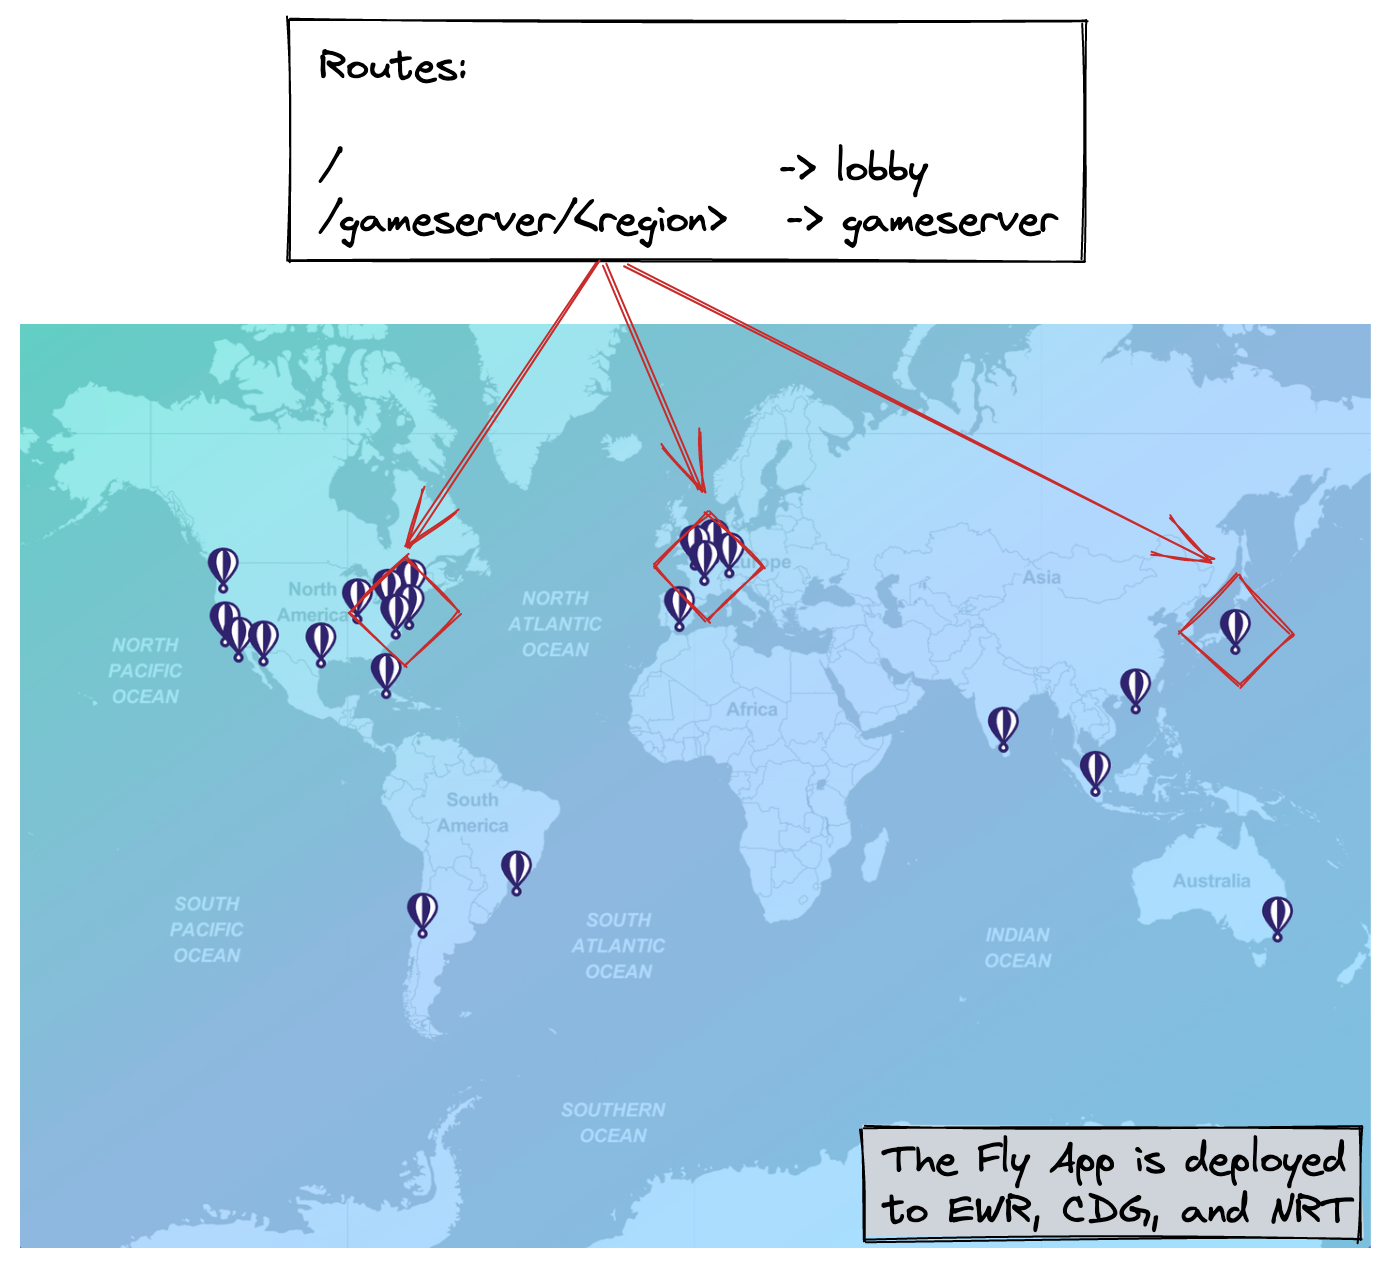 Routes:
/ -> lobby
/gameserver/<region> -> gameserver
North
America
NORTH
ATLANTIC
OCEAN
Europe
Asia
NORTH
PACIFIC
OCEAN
Africa
South
America
Australia
SOUTH
PACIFIC
OCEAN
SOUTH
ATLANTIC
OCEAN
INDIAN
OCEAN
SOUTHERN
OCEAN
The Fly App is deployed
to EWR, CDG, and NRT